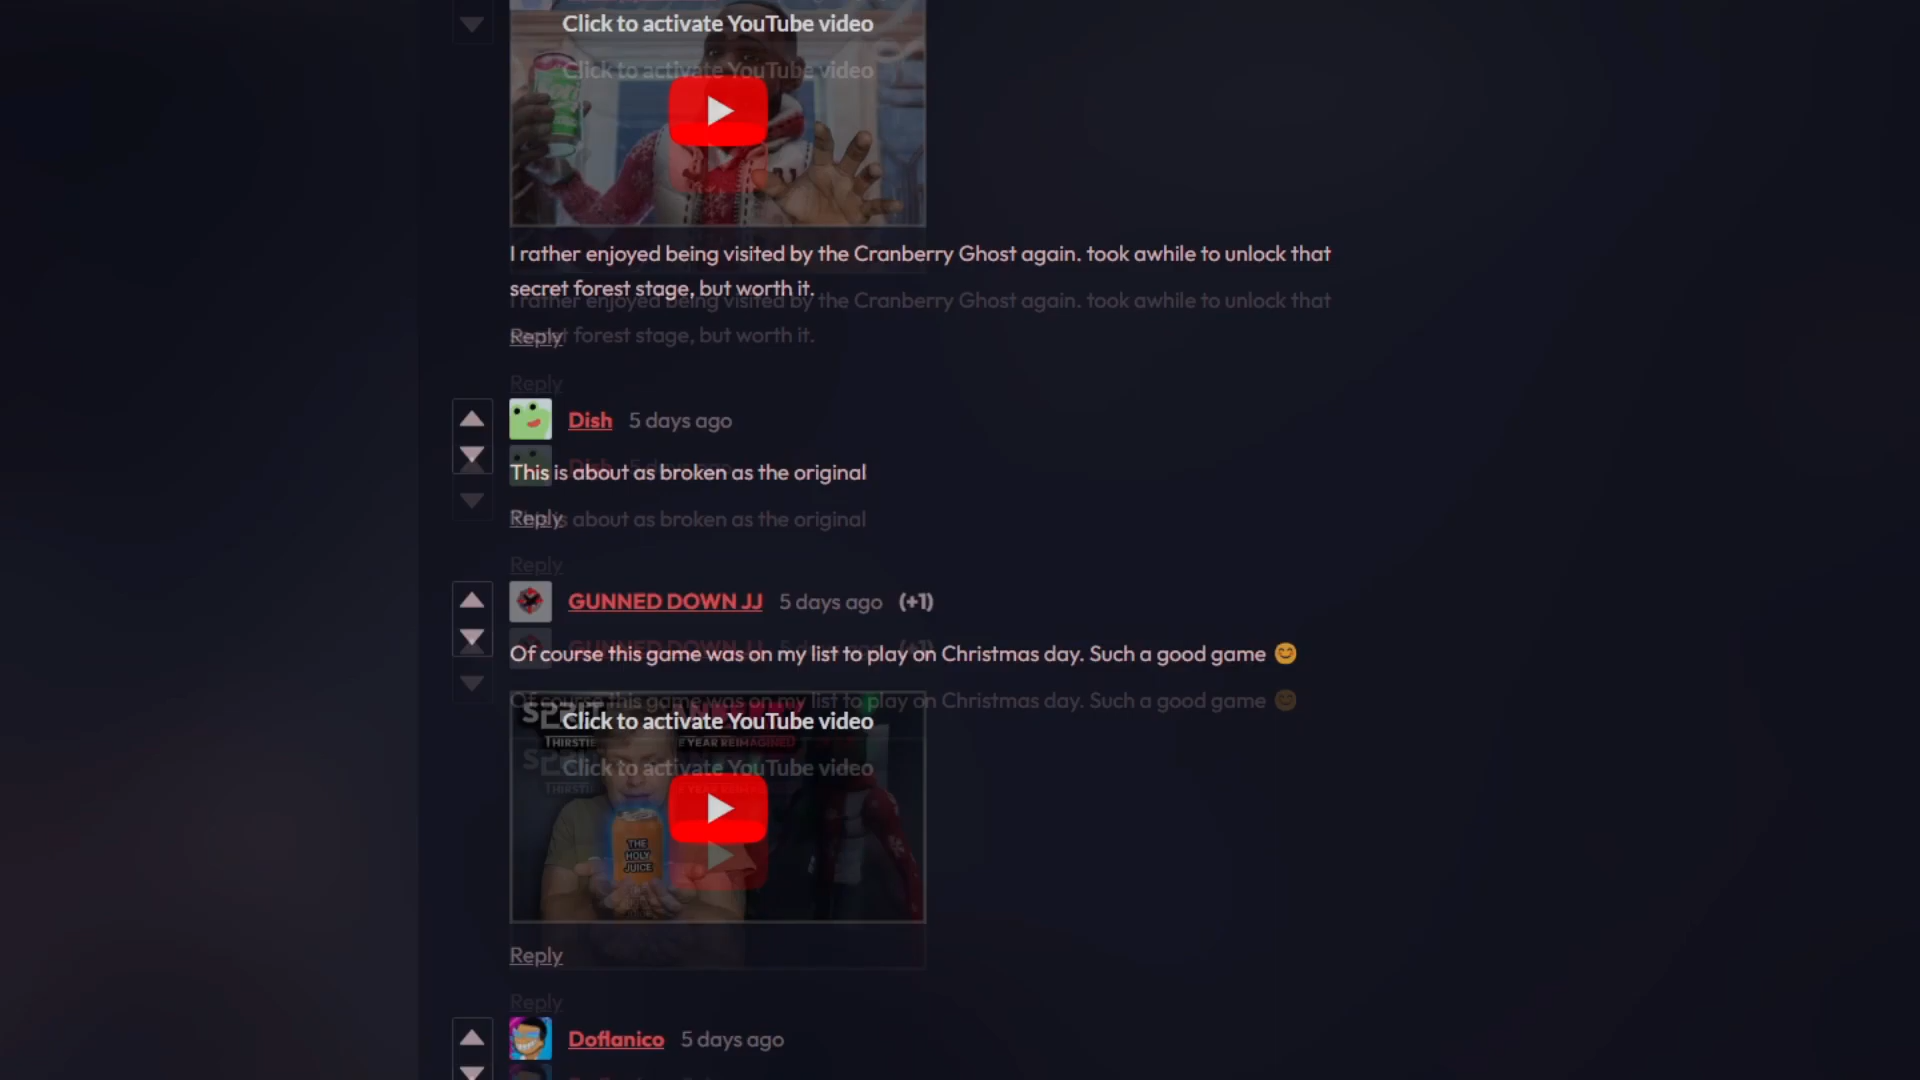 Click to activate YouTube video
I rather enjoyed being visited by the Cranberry Ghost again. took awhile to unlock that
secret forest stage, but worth it.
Reply
Dish 5 days ago
This is about as broken as the original
Reply
GUNNED DOWN JJ 5 days ago (+1)
Of course this game was on my list to play on Christmas day. Such a good game 😊
Click to activate YouTube video
THE
HOLY
JUICE
Reply
Doflanico 5 days ago